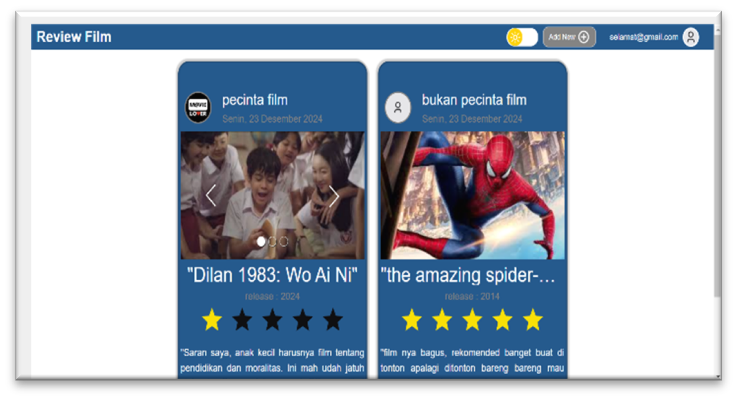 Review Film
Add New
selamat@gmail.com
MOVIE
LOVER
pecinta film
Senin, 23 Desember 2024
"Dilan 1983: Wo Ai Ni"
release : 2024
"Saran saya, anak kecil harusnya film tentang
pendidikan dan moralitas. Ini mah udah jatuh
bukan pecinta film
Senin, 23 Desember 2024
"the amazing spider-...
release : 2014
"film nya bagus, rekomended banget buat di
tonton apalagi ditonton bareng bareng mau